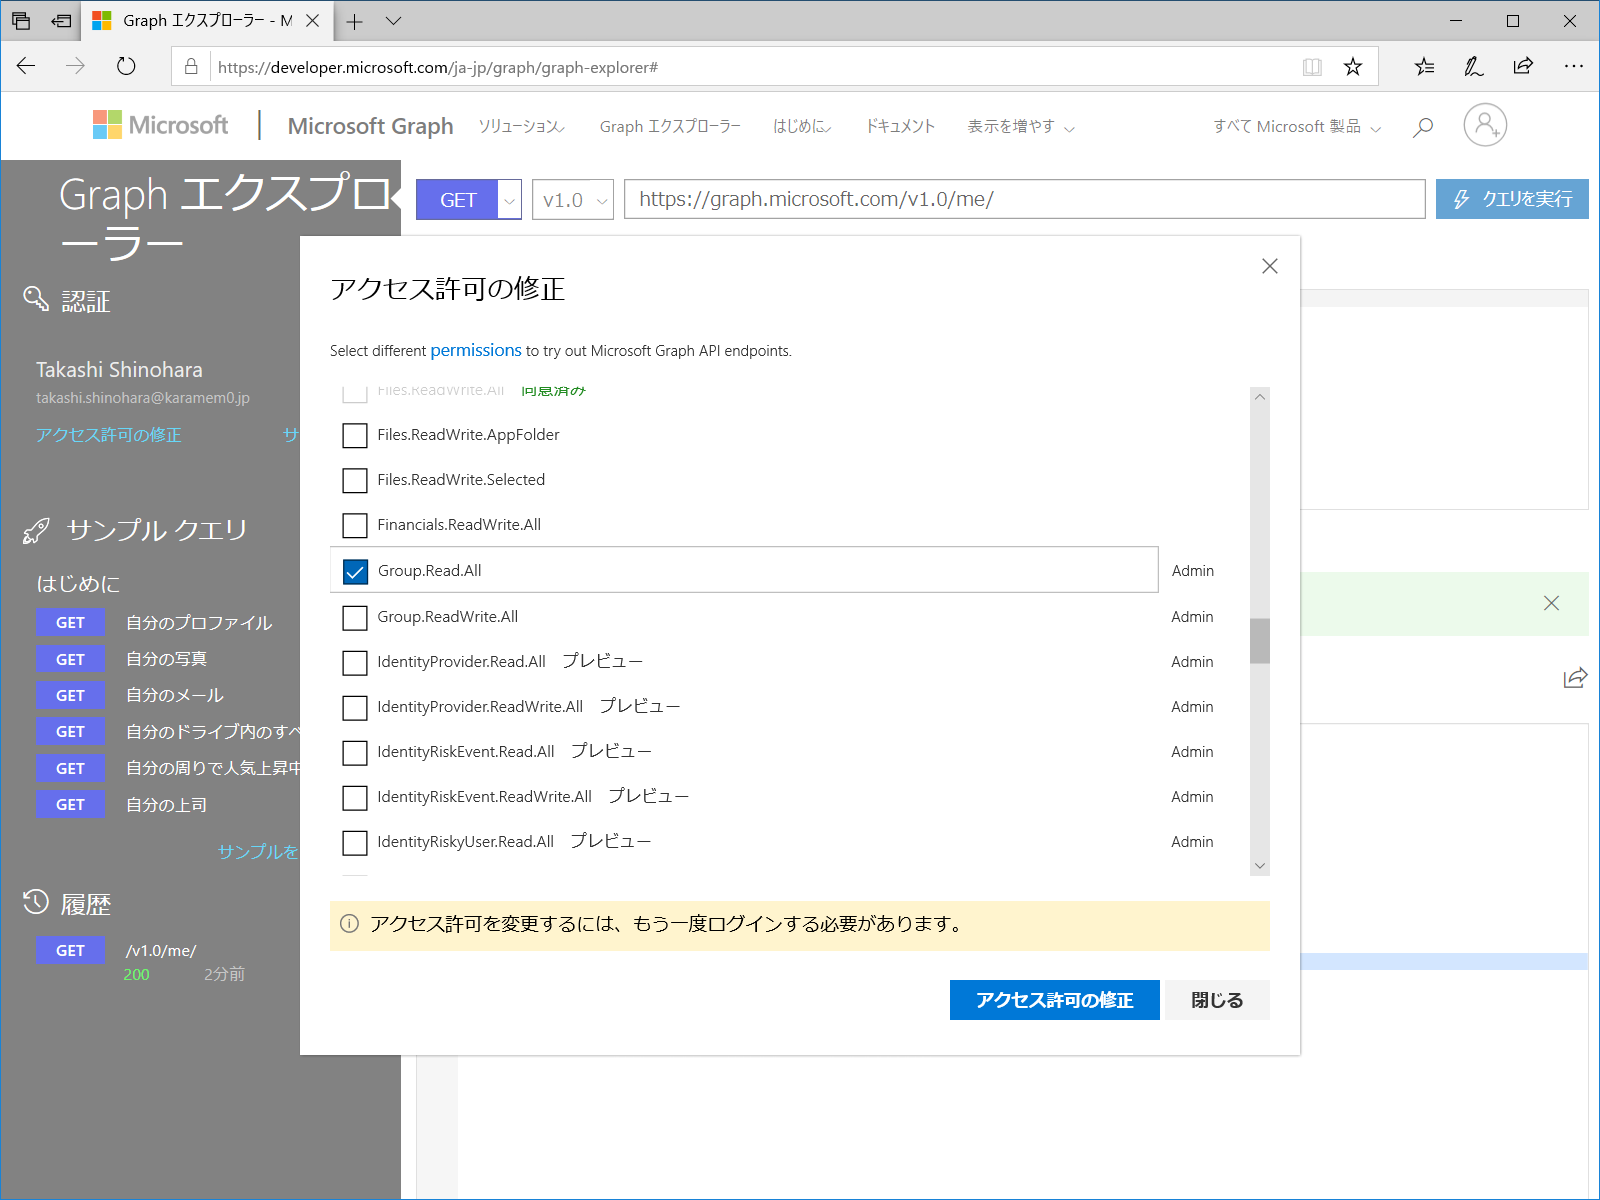 Graph エクスプローラー - M
https://developer.microsoft.com/ja-jp/graph/graph-explorer#
Microsoft
Microsoft Graph
ソリューション
Graph エクスプローラー
はじめに
ドキュメント
表示を増やす
すべて Microsoft 製品
Graph エクスプロ
ーラー
GET
v1.0
https://graph.microsoft.com/v1.0/me/
クエリを実行
認証
Takashi Shinohara
takashi.shinohara@karamem0.jp
アクセス許可の修正
サ
サンプル クエリ
はじめに
GET 自分のプロファイル
GET 自分の写真
GET 自分のメール
GET 自分のドライブ内のすべ
GET 自分の周りで人気上昇中
GET 自分の上司
サンプルを
履歴
GET /v1.0/me/
200 2分前
アクセス許可の修正
Select different permissions to try out Microsoft Graph API endpoints.
Files.ReadWrite.All 同意済み
Files.ReadWrite.AppFolder
Files.ReadWrite.Selected
Financials.ReadWrite.All
Group.Read.All Admin
Group.ReadWrite.All Admin
IdentityProvider.Read.All プレビュー Admin
IdentityProvider.ReadWrite.All プレビュー Admin
IdentityRiskEvent.Read.All プレビュー Admin
IdentityRiskEvent.ReadWrite.All プレビュー Admin
IdentityRiskyUser.Read.All プレビュー Admin
アクセス許可を変更するには、もう一度ログインする必要があります。
アクセス許可の修正
閉じる